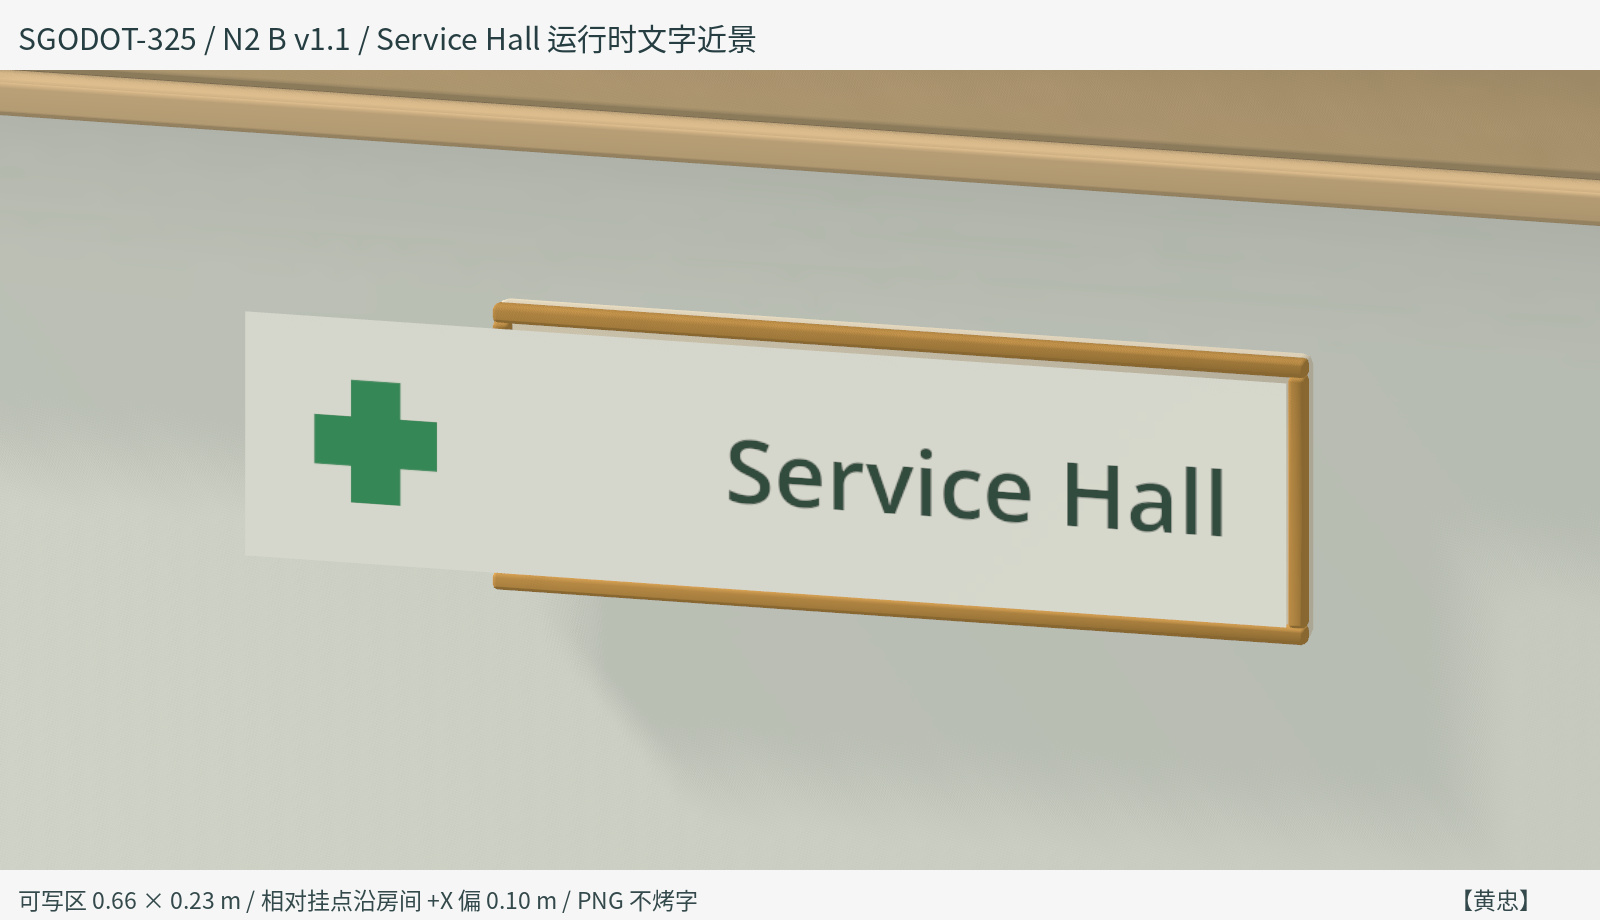 SGODOT-325 / N2 B v1.1 / Service Hall 运行时文字近景
Service Hall
可写区 0.66 × 0.23 m / 相对挂点沿房间 +X 偏 0.10 m / PNG 不烤字
【黄忠】